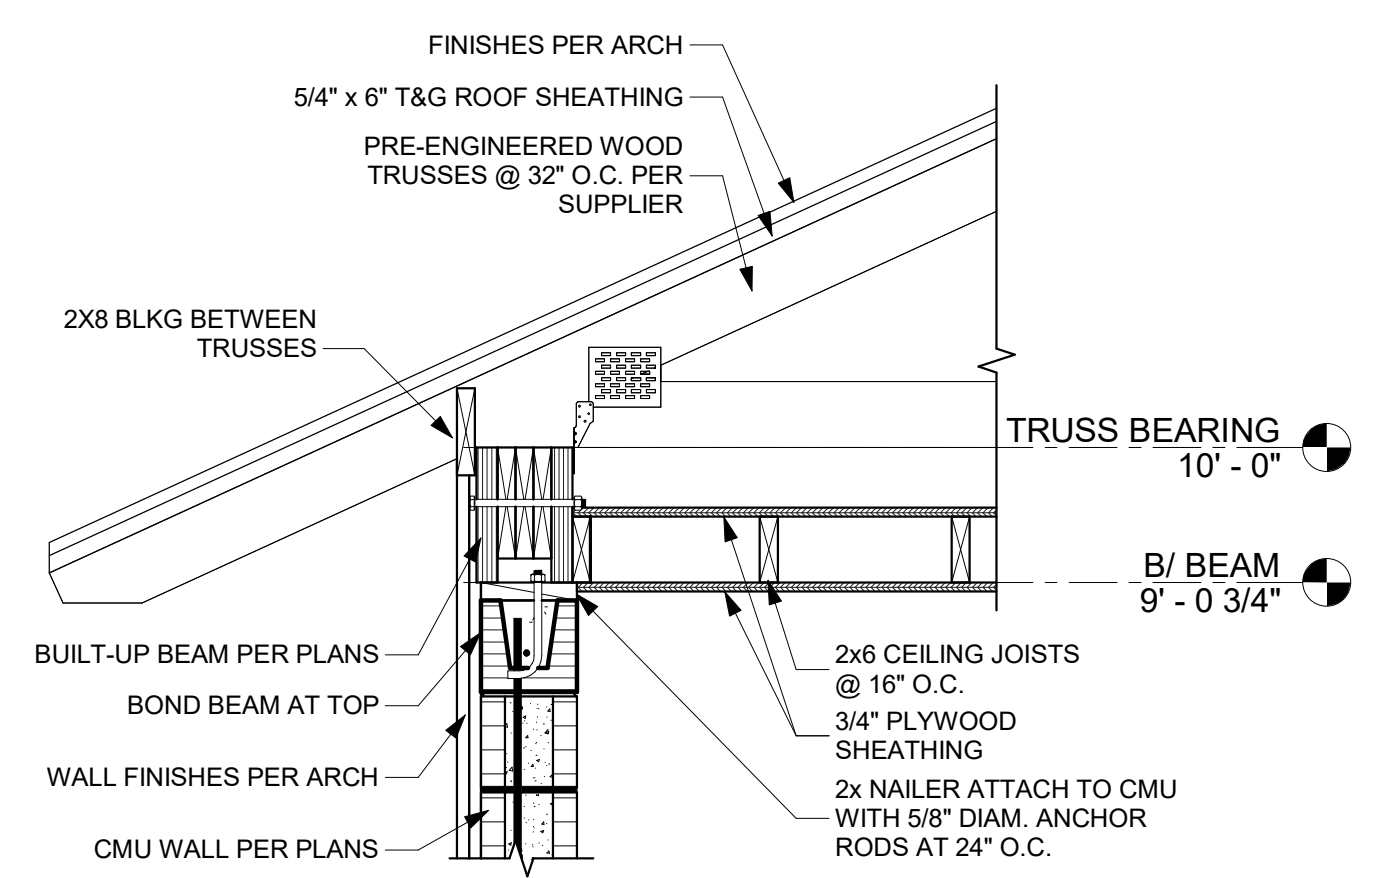 FINISHES PER ARCH
5/4" x 6" T&G ROOF SHEATHING
PRE-ENGINEERED WOOD
TRUSSES @ 32" O.C. PER
SUPPLIER
2X8 BLKG BETWEEN
TRUSSES
TRUSS BEARING
10' - 0"
B/ BEAM
9' - 0 3/4"
BUILT-UP BEAM PER PLANS
BOND BEAM AT TOP
WALL FINISHES PER ARCH
CMU WALL PER PLANS
2x6 CEILING JOISTS
@ 16" O.C.
3/4" PLYWOOD
SHEATHING
2x NAILER ATTACH TO CMU
WITH 5/8" DIAM. ANCHOR
RODS AT 24" O.C.